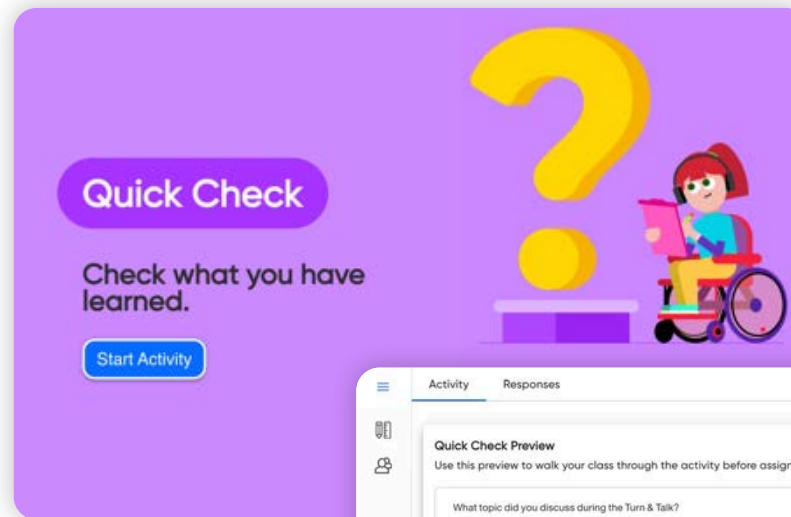 Quick Check
Check what you have
learned.
Start Activity
Activity Responses
Quick Check Preview
Use this preview to walk your class through the activity before assign
What topic did you discuss during the Turn & Talk?